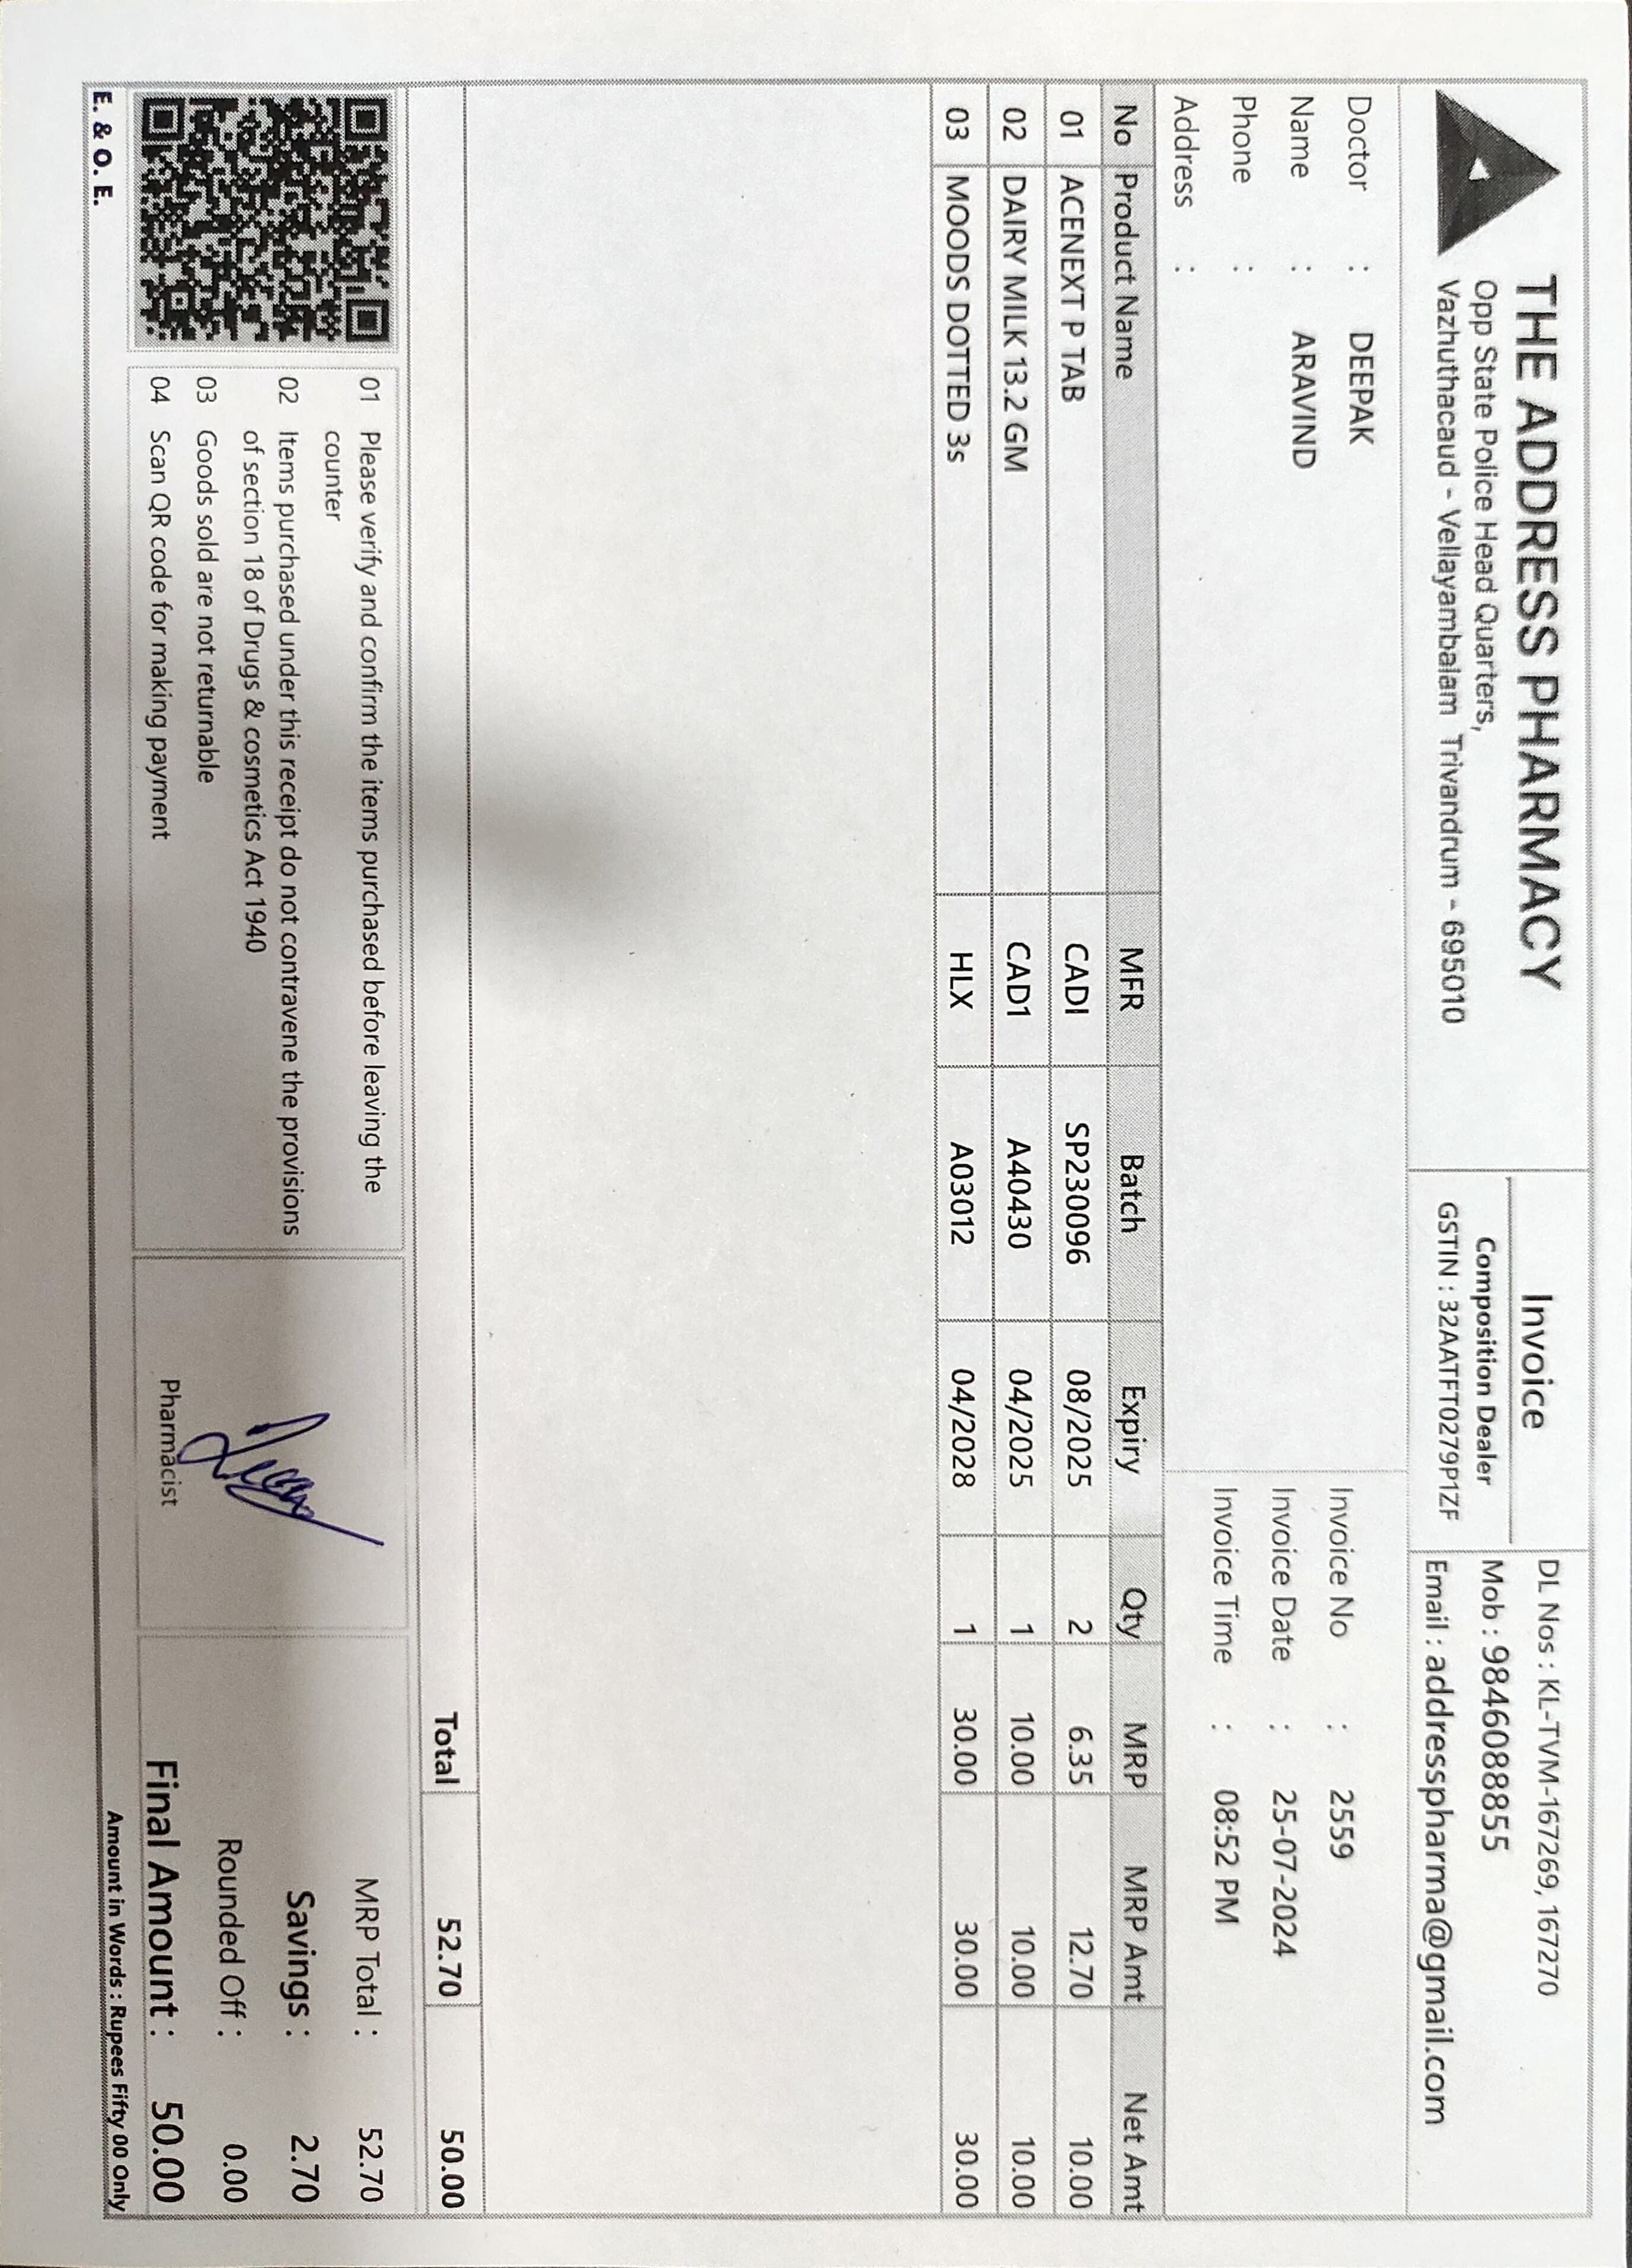 THE ADDRESS PHARMACY
Opp State Police Head Quarters,
Vazhuthacaud - Vellayambalam Trivandrum - 695010
Invoice
Composition Dealer
GSTIN : 32AATFT0279P1ZF
DL Nos : KL-TVM-167269, 167270
Mob : 9846088855
Email : addresspharma@gmail.com
Doctor : DEEPAK
Name : ARAVIND
Phone :
Address :
Invoice No : 2559
Invoice Date : 25-07-2024
Invoice Time : 08:52 PM
No Product Name MFR Batch Expiry Qty MRP MRP Amt Net Amt
01 ACENEXT P TAB CADI SP230096 08/2025 2 6.35 12.70 10.00
02 DAIRY MILK 13.2 GM CAD1 A40430 04/2025 1 10.00 10.00 10.00
03 MOODS DOTTED 3s HLX A03012 04/2028 1 30.00 30.00 30.00
Total 52.70 50.00
01 Please verify and confirm the items purchased before leaving the
counter
02 Items purchased under this receipt do not contravene the provisions
of section 18 of Drugs & cosmetics Act 1940
03 Goods sold are not returnable
04 Scan QR code for making payment
Pharmacist
MRP Total : 52.70
Savings : 2.70
Rounded Off : 0.00
Final Amount : 50.00
E. & O. E.
Amount in Words : Rupees Fifty 00 Only